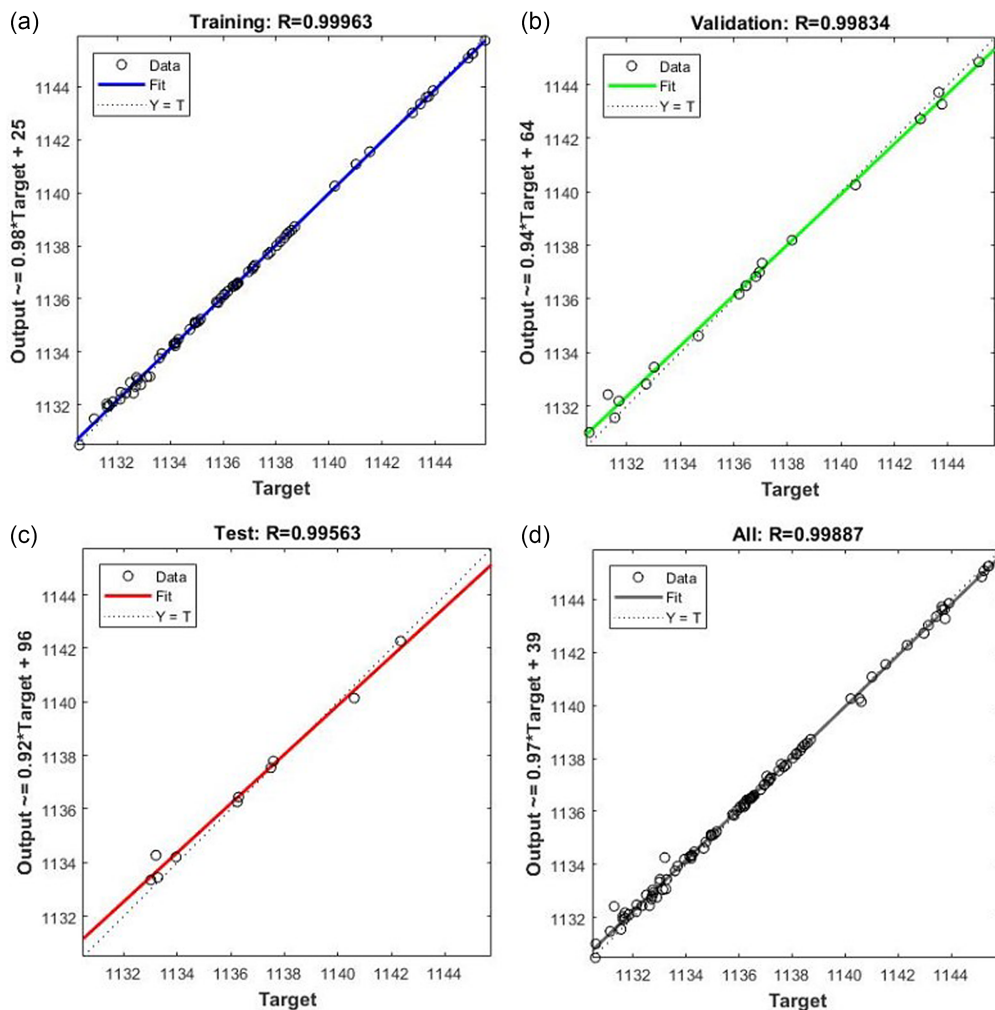 (a)
Training: R=0.99963
Data
Fit
Y = T
Output ~= 0.98*Target + 25
1144
1142
1140
1138
1136
1134
1132
1132 1134 1136 1138 1140 1142 1144
Target
(b)
Validation: R=0.99834
Data
Fit
Y = T
Output ~= 0.94*Target + 64
1144
1142
1140
1138
1136
1134
1132
1132 1134 1136 1138 1140 1142 1144
Target
(c)
Test: R=0.99563
Data
Fit
Y = T
Output ~= 0.92*Target + 96
1144
1142
1140
1138
1136
1134
1132
1132 1134 1136 1138 1140 1142 1144
Target
(d)
All: R=0.99887
Data
Fit
Y = T
Output ~= 0.97*Target + 39
1144
1142
1140
1138
1136
1134
1132
1132 1134 1136 1138 1140 1142 1144
Target